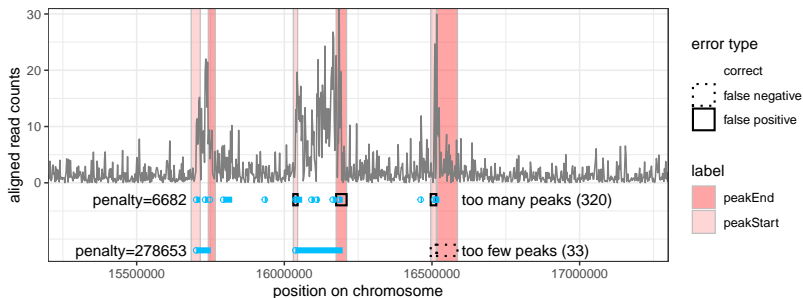 aligned read counts
30
20
10
0
penalty=6682
too many peaks (320)
penalty=278653
too few peaks (33)
15500000
16000000
16500000
17000000
position on chromosome
error type
correct
false negative
false positive
label
peakEnd
peakStart